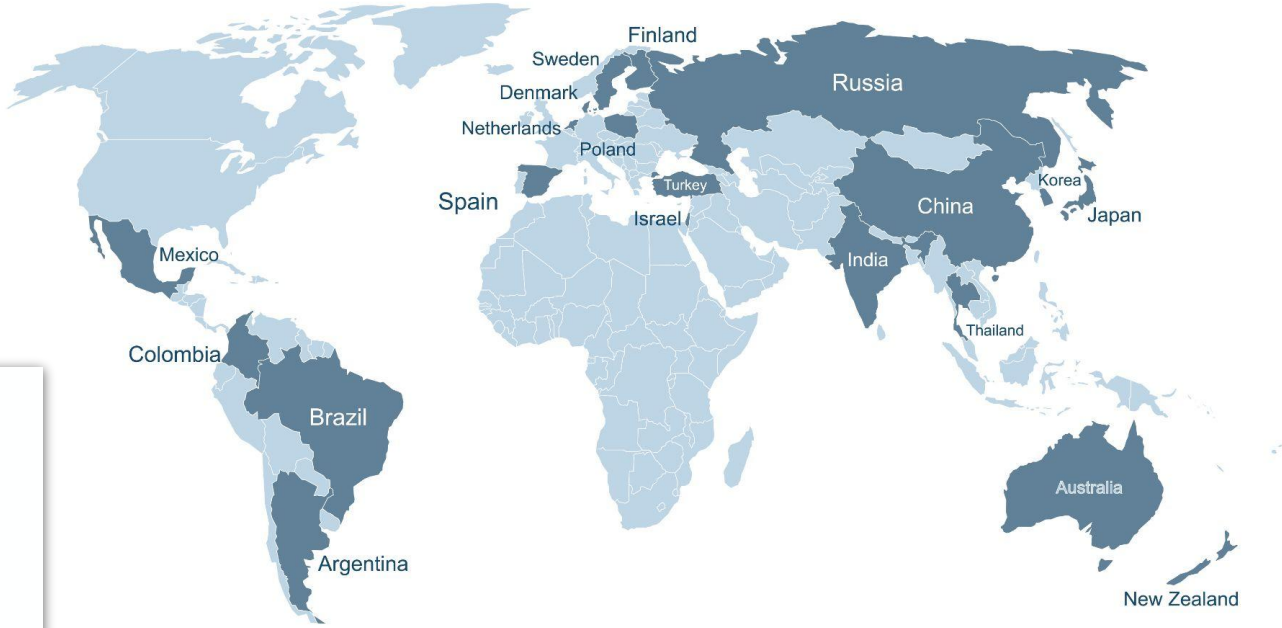 Finland
Sweden
Russia
Denmark
Netherlands
Poland
Turkey
Korea
Spain
China
Israel
Japan
Mexico
India
Thailand
Colombia
Brazil
Australia
Argentina
New Zealand